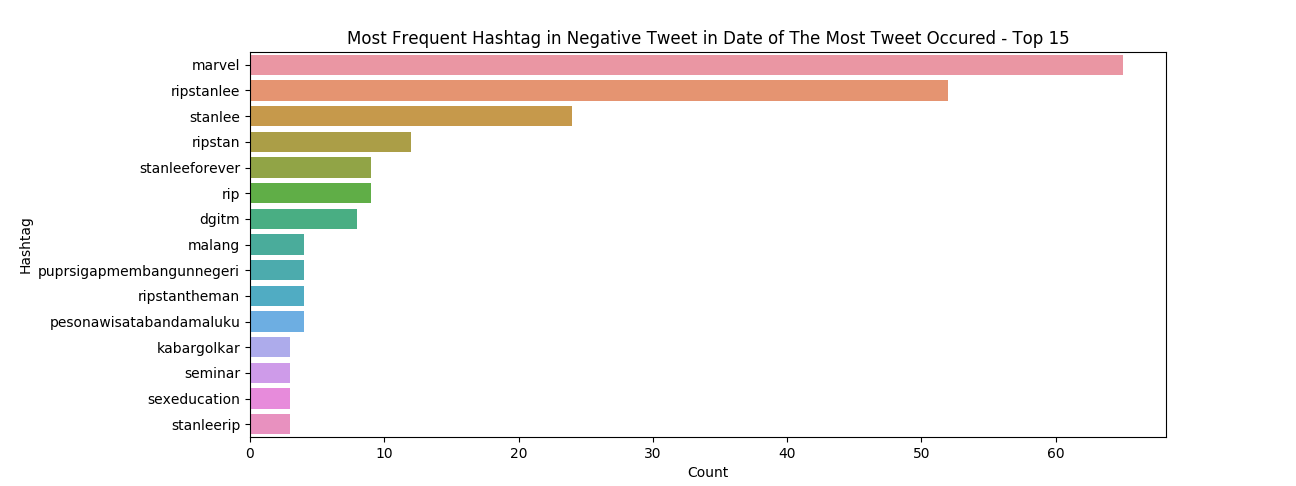 Most Frequent Hashtag in Negative Tweet in Date of The Most Tweet Occured - Top 15
Hashtag
marvel
ripstanlee
stanlee
ripstan
stanleeforever
rip
dgitm
malang
puprsigapmembangunnegeri
ripstantheman
pesonawisatabandamaluku
kabargolkar
seminar
sexeducation
stanleerip
0 10 20 30 40 50 60
Count